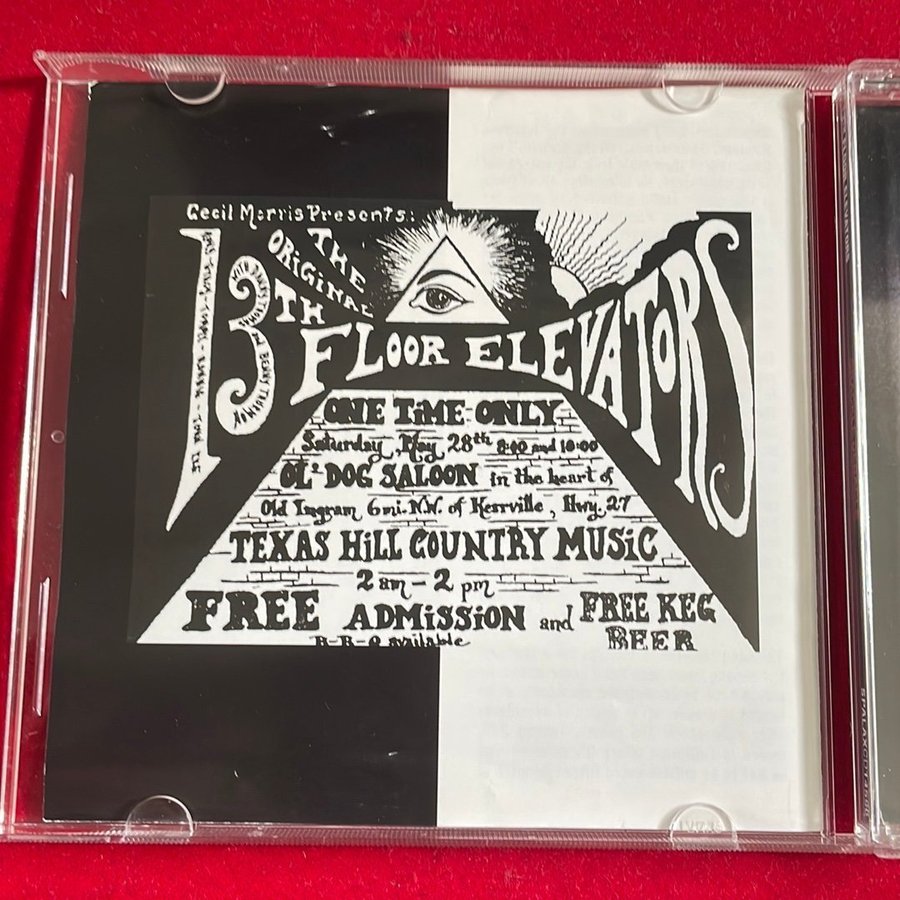 Cecil Morris Presents:
THE
ORIGINAL
13TH
FLOOR ELEVATORS
ONE TIME ONLY
Saturday, May 28th 8:00 and 10:00
OL' DOG SALOON in the heart of
Old Ingram 6 mi. N.W. of Kerrville, Hwy. 27
TEXAS HiLL COUNTRY MUSiC
2 am - 2 pm
FREE ADMiSSiON and FREE KEG
BEER
B-B-Q available